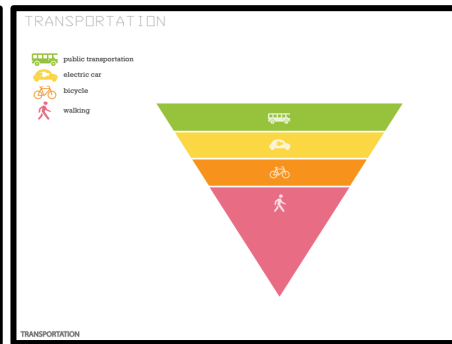 TRANSPORTATION
public transportation
electric car
bicycle
walking
TRANSPORTATION